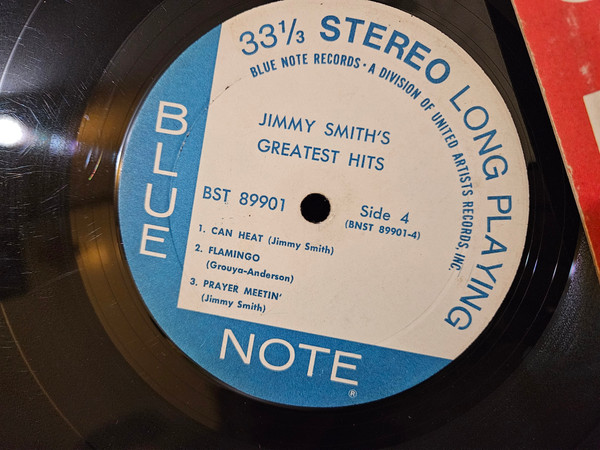 33 1/3 STEREO LONG PLAYING
BLUE NOTE RECORDS • A DIVISION OF UNITED ARTISTS RECORDS, INC.
JIMMY SMITH'S
GREATEST HITS
BST 89901
Side 4
(BNST 89901-4)
1. CAN HEAT (Jimmy Smith)
2. FLAMINGO
(Grouya-Anderson)
3. PRAYER MEETIN'
(Jimmy Smith)
BLUE
NOTE
®